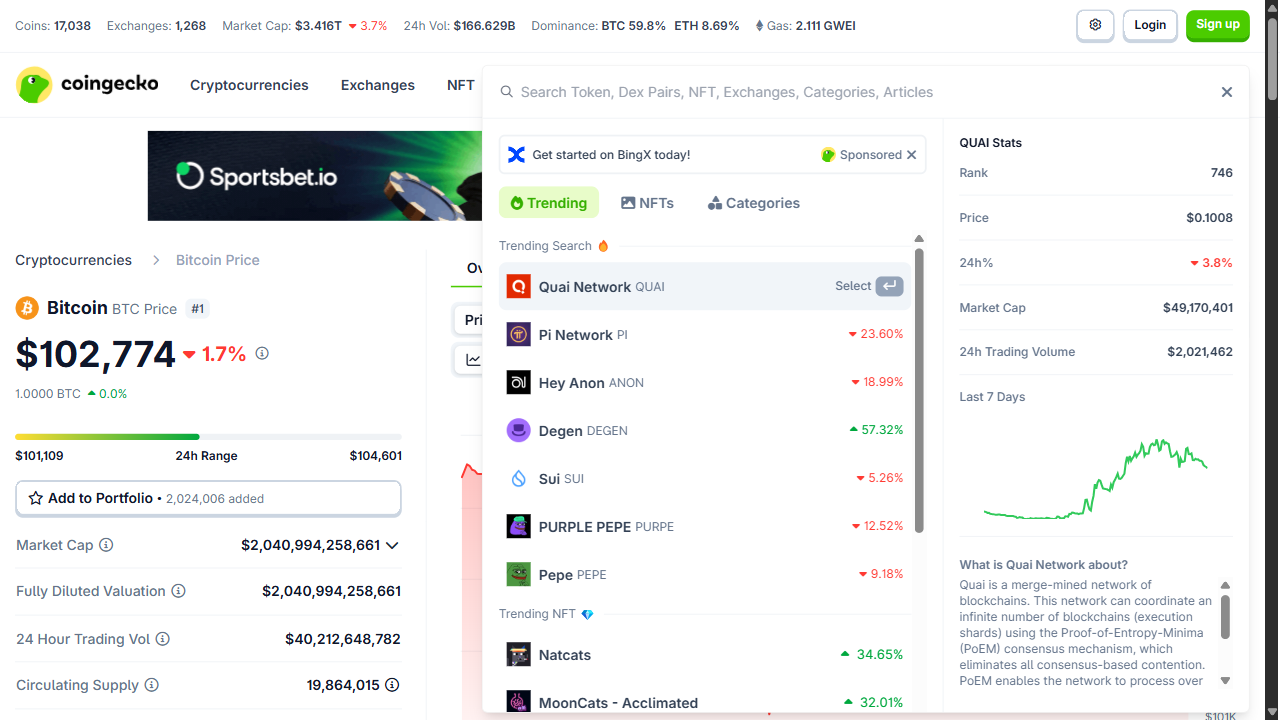 Coins: 17,038 Exchanges: 1,268 Market Cap: $3.416T 3.7% 24h Vol: $166.629B Dominance: BTC 59.8% ETH 8.69% Gas: 2.111 GWEI
Login
Sign up
coingecko
Cryptocurrencies
Exchanges
NFT
Search Token, Dex Pairs, NFT, Exchanges, Categories, Articles
Sportsbet.io
Cryptocurrencies
Bitcoin Price
Bitcoin BTC Price #1
$102,774 1.7%
1.0000 BTC 0.0%
$101,109 24h Range $104,601
Add to Portfolio • 2,024,006 added
Market Cap $2,040,994,258,661
Fully Diluted Valuation $2,040,994,258,661
24 Hour Trading Vol $40,212,648,782
Circulating Supply 19,864,015
Ov
Pri
Get started on BingX today! Sponsored
Trending NFTs Categories
Trending Search
Quai Network QUAI Select
Pi Network PI 23.60%
Hey Anon ANON 18.99%
Degen DEGEN 57.32%
Sui SUI 5.26%
PURPLE PEPE PURPE 12.52%
Pepe PEPE 9.18%
Trending NFT
Natcats 34.65%
MoonCats - Acclimated 32.01%
QUAI Stats
Rank 746
Price $0.1008
24h% 3.8%
Market Cap $49,170,401
24h Trading Volume $2,021,462
Last 7 Days
What is Quai Network about?
Quai is a merge-mined network of
blockchains. This network can coordinate an
infinite number of blockchains (execution
shards) using the Proof-of-Entropy-Minima
(PoEM) consensus mechanism, which
eliminates all consensus-based contention.
PoEM enables the network to process over
$101K